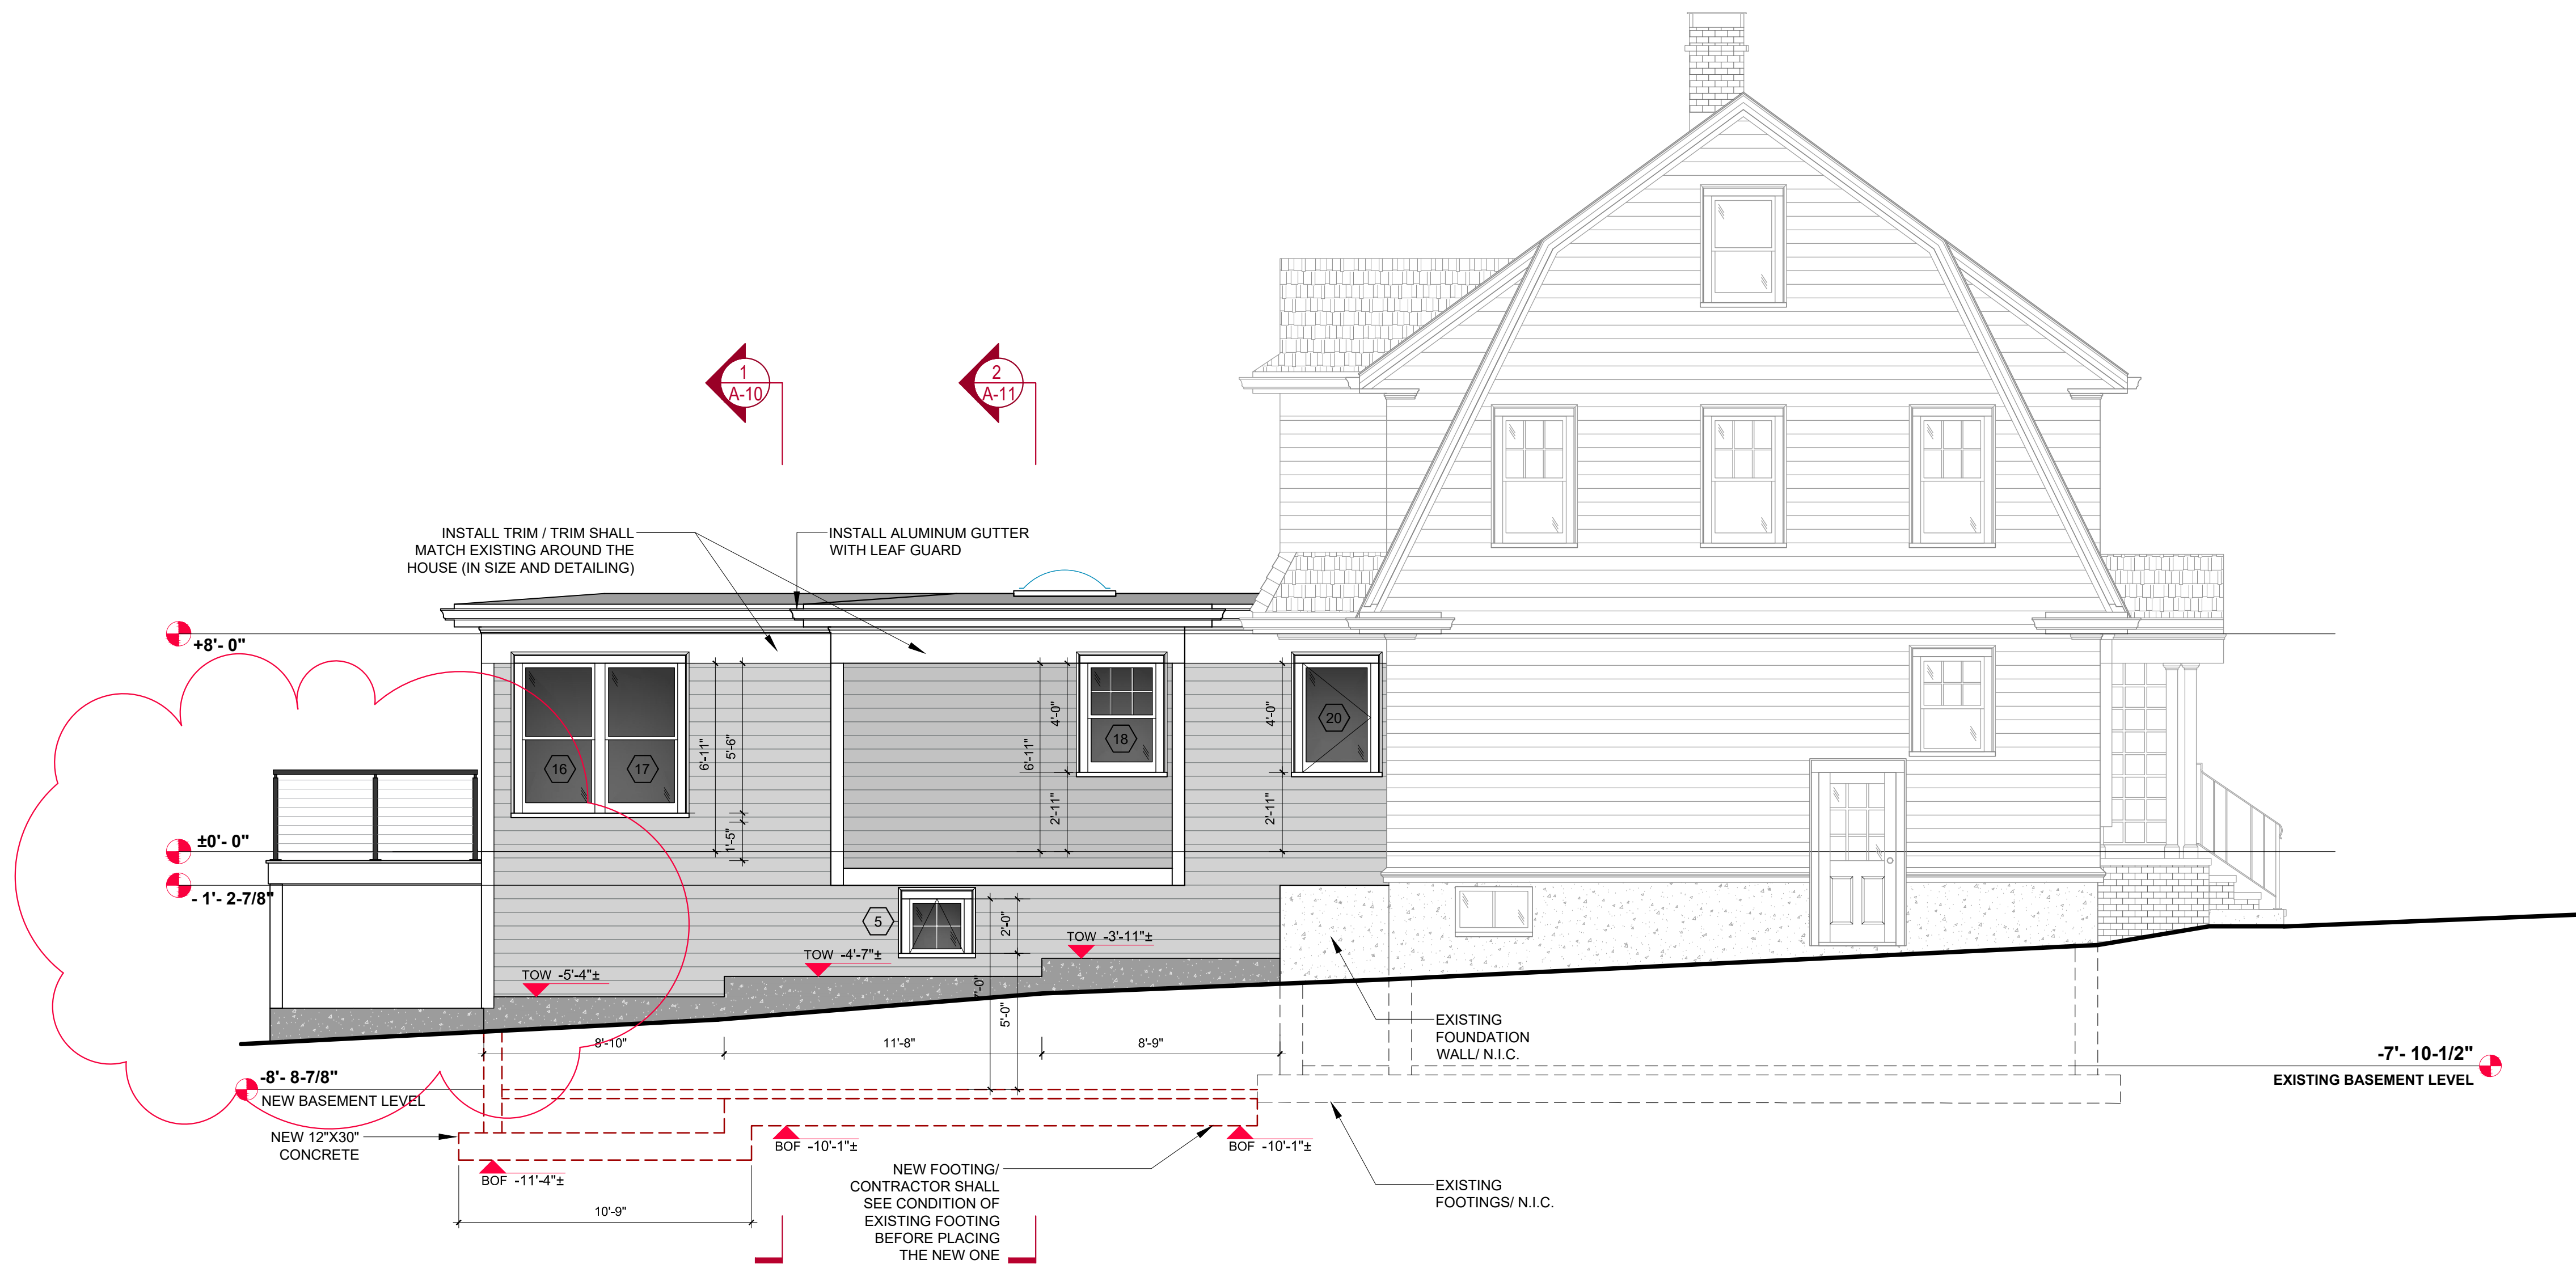 1
A-10
2
A-11
INSTALL TRIM / TRIM SHALL
MATCH EXISTING AROUND THE
HOUSE (IN SIZE AND DETAILING)
INSTALL ALUMINUM GUTTER
WITH LEAF GUARD
+8'- 0"
±0'- 0"
- 1'- 2-7/8"
16
17
18
20
5
6'-11"
5'-6"
1'-5"
6'-11"
4'-0"
2'-11"
4'-0"
2'-11"
2'-0"
5'-0"
TOW -5'-4"±
TOW -4'-7"±
TOW -3'-11"±
8'-10"
11'-8"
8'-9"
EXISTING
FOUNDATION
WALL/ N.I.C.
-7'- 10-1/2"
EXISTING BASEMENT LEVEL
-8'- 8-7/8"
NEW BASEMENT LEVEL
NEW 12"X30"
CONCRETE
BOF -11'-4"±
BOF -10'-1"±
BOF -10'-1"±
10'-9"
NEW FOOTING/
CONTRACTOR SHALL
SEE CONDITION OF
EXISTING FOOTING
BEFORE PLACING
THE NEW ONE
EXISTING
FOOTINGS/ N.I.C.